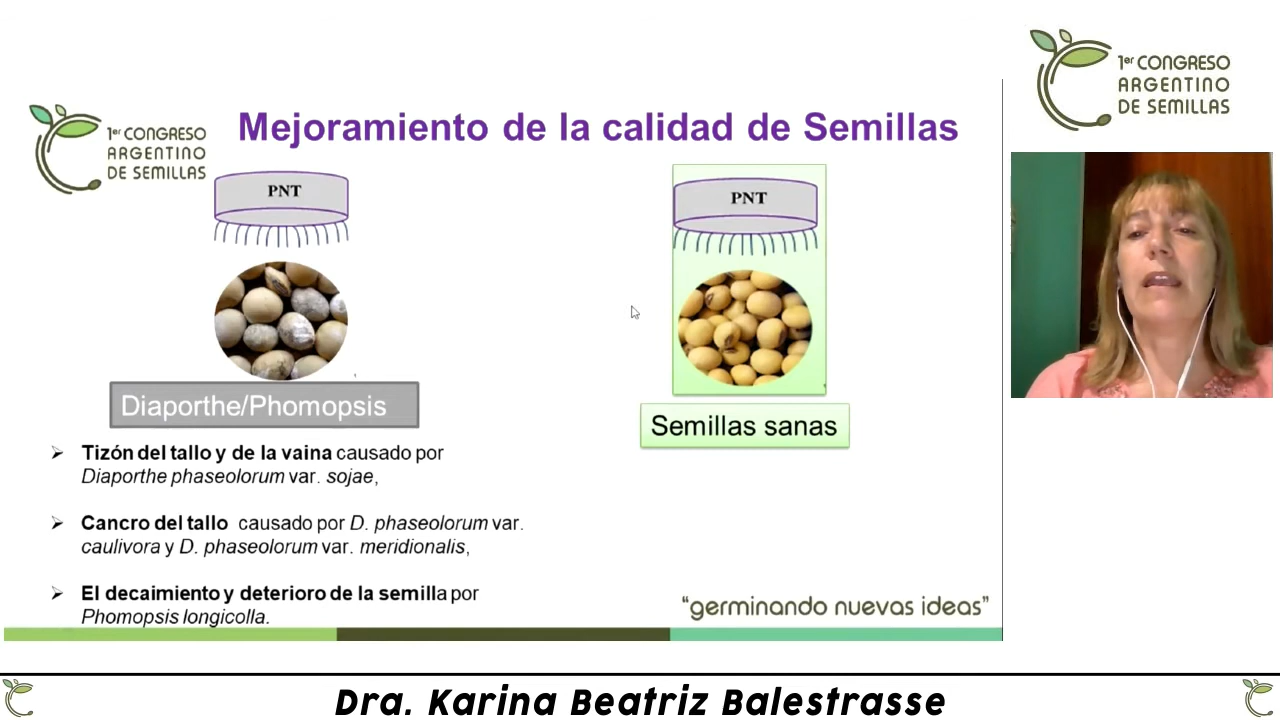 1er CONGRESO
ARGENTINO
DE SEMILLAS
Mejoramiento de la calidad de Semillas
1er CONGRESO
ARGENTINO
DE SEMILLAS
PNT
PNT
Diaporthe/Phomopsis
Semillas sanas
➢ Tizón del tallo y de la vaina causado por
Diaporthe phaseolorum var. sojae,
➢ Cancro del tallo causado por D. phaseolorum var.
caulivora y D. phaseolorum var. meridionalis,
➢ El decaimiento y deterioro de la semilla por
Phomopsis longicolla.
“germinando nuevas ideas”
Dra. Karina Beatriz Balestrasse